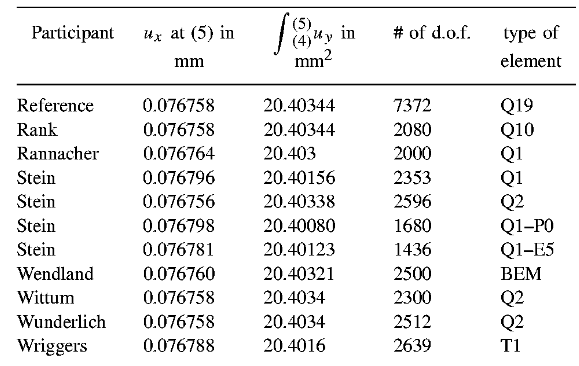 Participant u_x at (5) in mm ∫_(4)^(5) u_y in mm² # of d.o.f. type of element
Reference 0.076758 20.40344 7372 Q19
Rank 0.076758 20.40344 2080 Q10
Rannacher 0.076764 20.403 2000 Q1
Stein 0.076796 20.40156 2353 Q1
Stein 0.076756 20.40338 2596 Q2
Stein 0.076798 20.40080 1680 Q1–P0
Stein 0.076781 20.40123 1436 Q1–E5
Wendland 0.076760 20.40321 2500 BEM
Wittum 0.076758 20.4034 2300 Q2
Wunderlich 0.076758 20.4034 2512 Q2
Wriggers 0.076788 20.4016 2639 T1